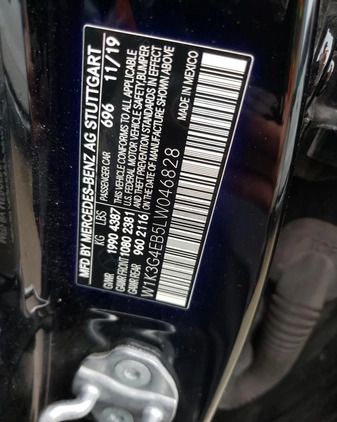 MFD BY MERCEDES-BENZ AG STUTTGART
PASSENGER CAR 696 11/19
KG LBS
GVWR 1990 4387
GAWR FRONT 1080 2381
GAWR REAR 960 2116
THIS VEHICLE CONFORMS TO ALL APPLICABLE
FEDERAL MOTOR VEHICLE SAFETY, BUMPER
AND THEFT PREVENTION STANDARDS IN EFFECT
ON THE DATE OF MANUFACTURE SHOWN ABOVE
W1K3G4EB5LW046828
MADE IN MEXICO